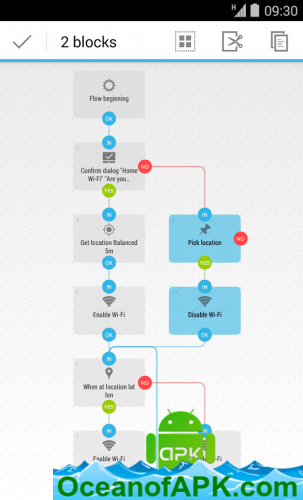 H 09:30
2 blocks
Flow beginning
OK
IN
Confirm dialog "Home
Wi-Fi" "Are you...
NO
YES
IN
IN
Get location Balanced
5m
Pick location
NO
OK
YES
IN
IN
Enable Wi-Fi
Disable Wi-Fi
OK
OK
IN
When at location lat
lon
NO
YES
IN
IN
Enable Wi-Fi
apki
OceanofAPK.com